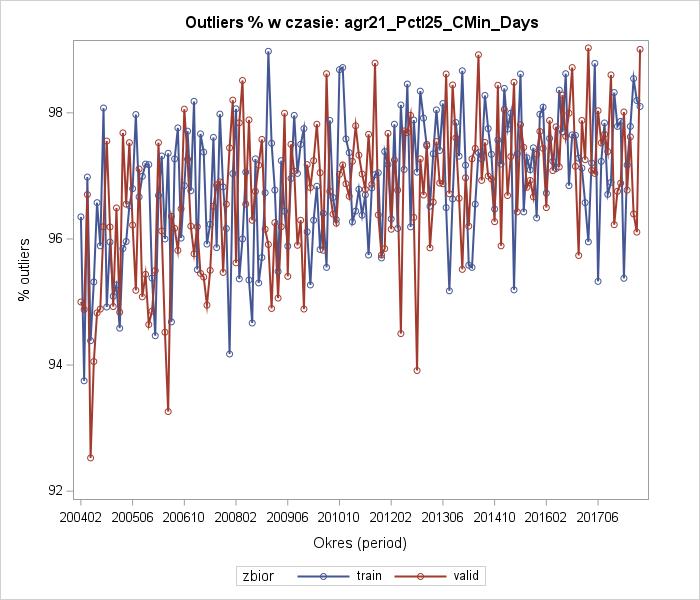 Outliers % w czasie: agr21_Pctl25_CMin_Days
% outliers
98
96
94
92
200402 200506 200610 200802 200906 201010 201202 201306 201410 201602 201706
Okres (period)
zbior train valid